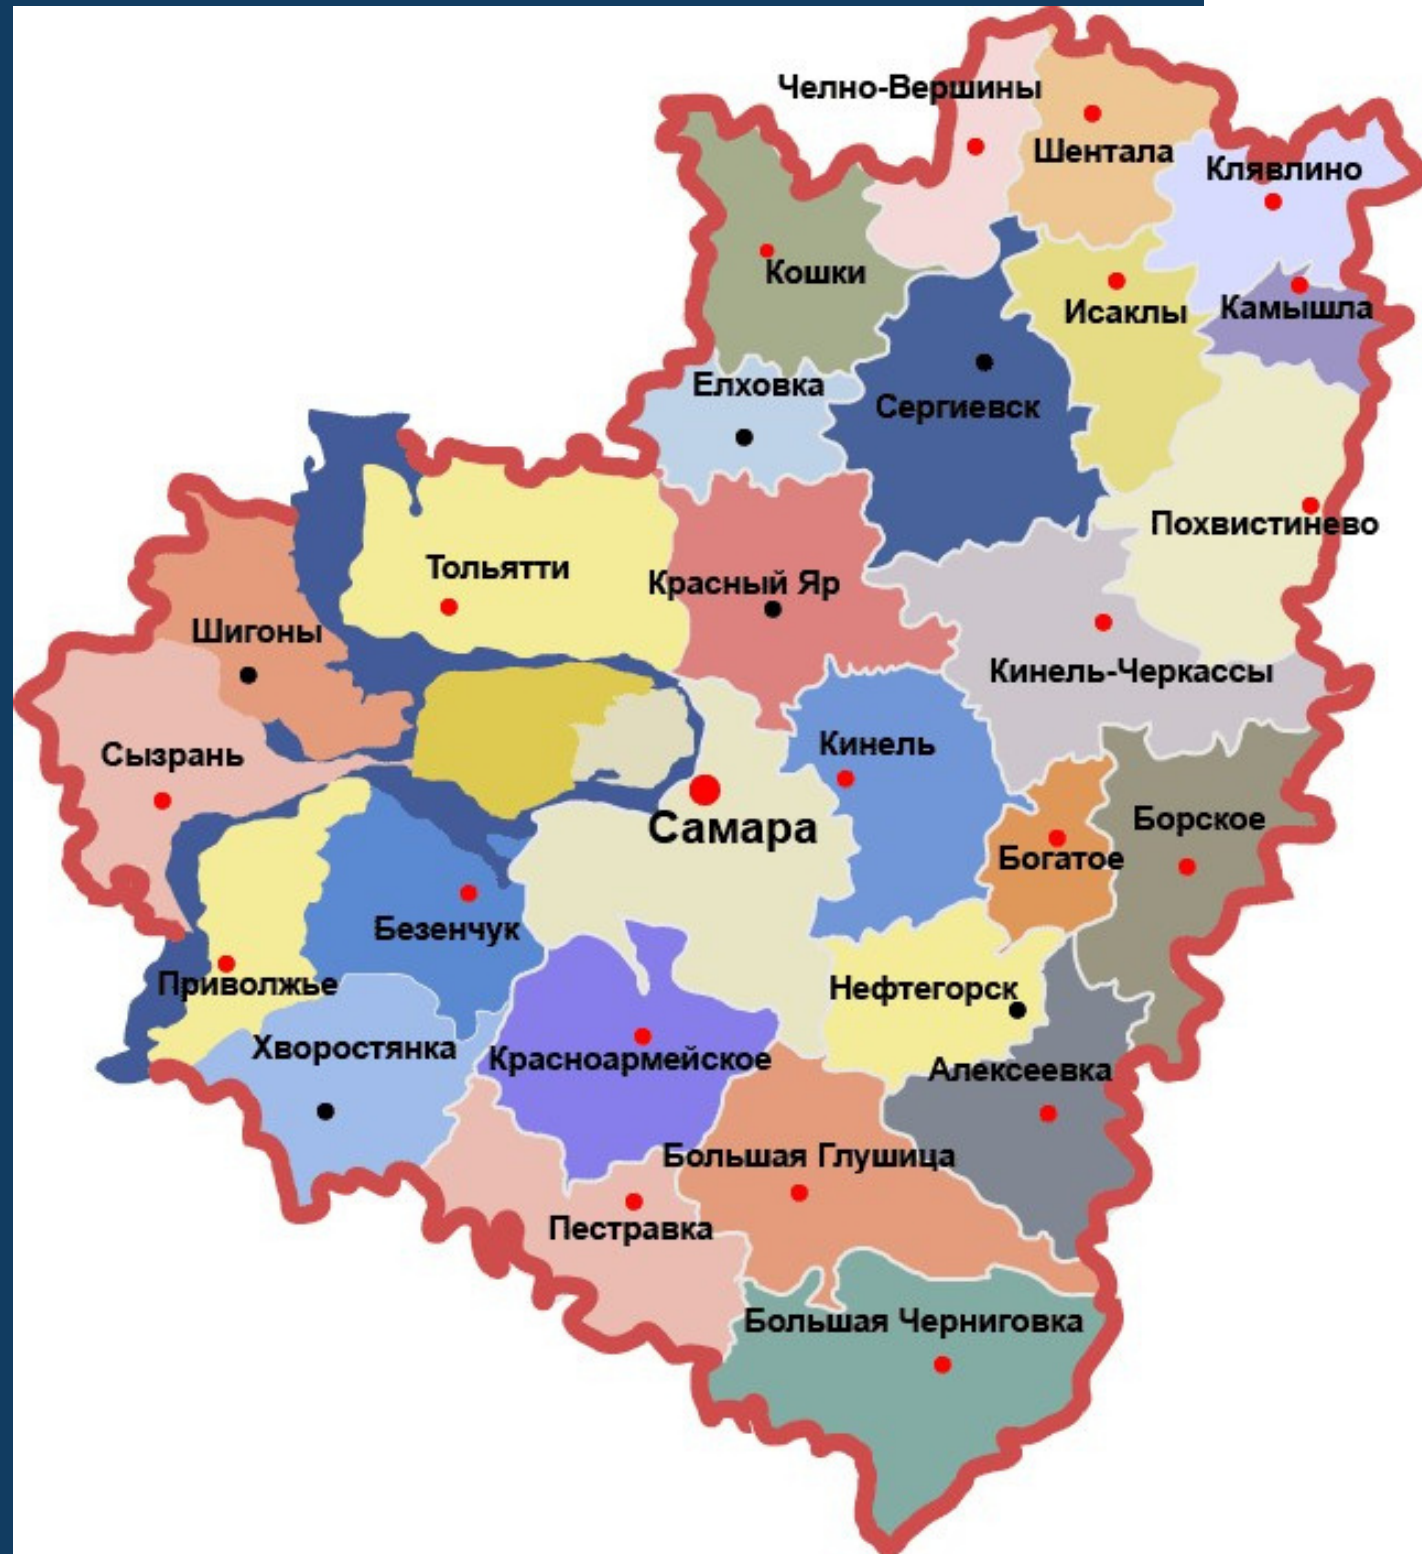 Челно-Вершины
Шентала
Клявлино
Кошки
Исаклы
Камышла
Елховка
Сергиевск
Похвистнево
Тольятти
Красный Яр
Шигоны
Кинель-Черкассы
Сызрань
Кинель
Самара
Борское
Богатое
Безенчук
Приволжье
Нефтегорск
Хворостянка
Красноармейское
Алексеевка
Большая Глушица
Пестравка
Большая Черниговка